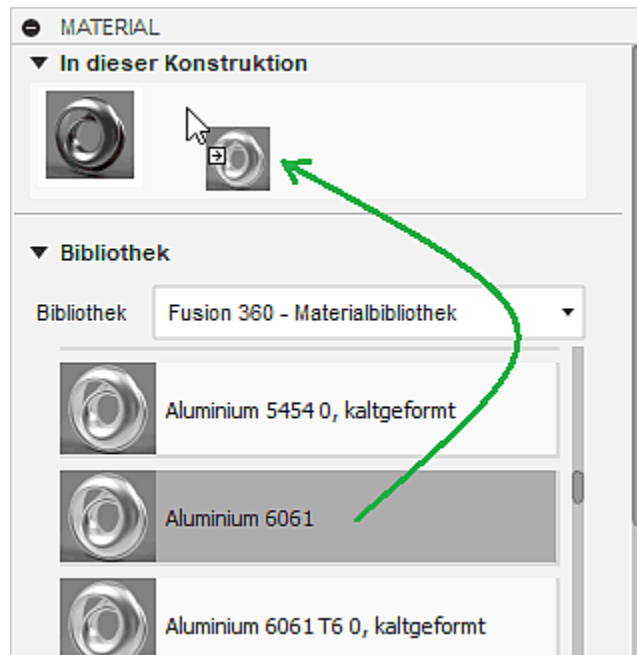 MATERIAL
In dieser Konstruktion
Bibliothek
Bibliothek Fusion 360 - Materialbibliothek
Aluminium 5454 0, kaltgeformt
Aluminium 6061
Aluminium 6061 T6 0, kaltgeformt